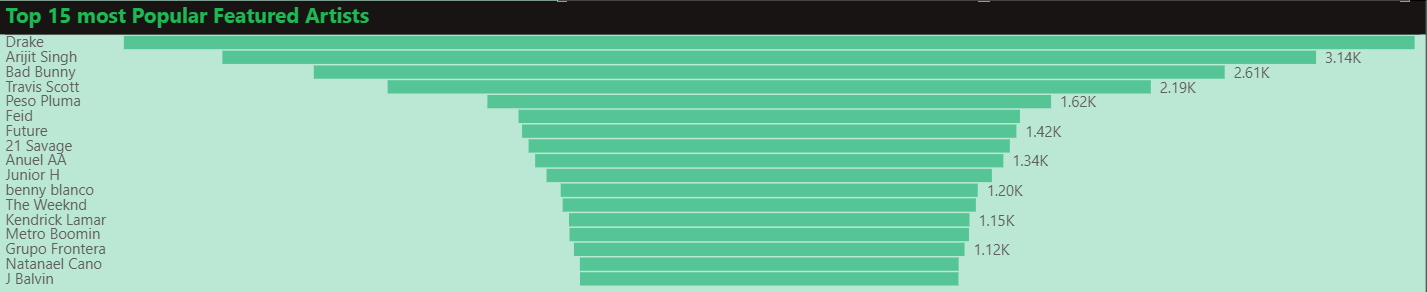 Top 15 most Popular Featured Artists
Drake
Arijit Singh 3.14K
Bad Bunny 2.61K
Travis Scott 2.19K
Peso Pluma 1.62K
Feid
Future 1.42K
21 Savage
Anuel AA 1.34K
Junior H
benny blanco 1.20K
The Weeknd
Kendrick Lamar 1.15K
Metro Boomin
Grupo Frontera 1.12K
Natanael Cano
J Balvin